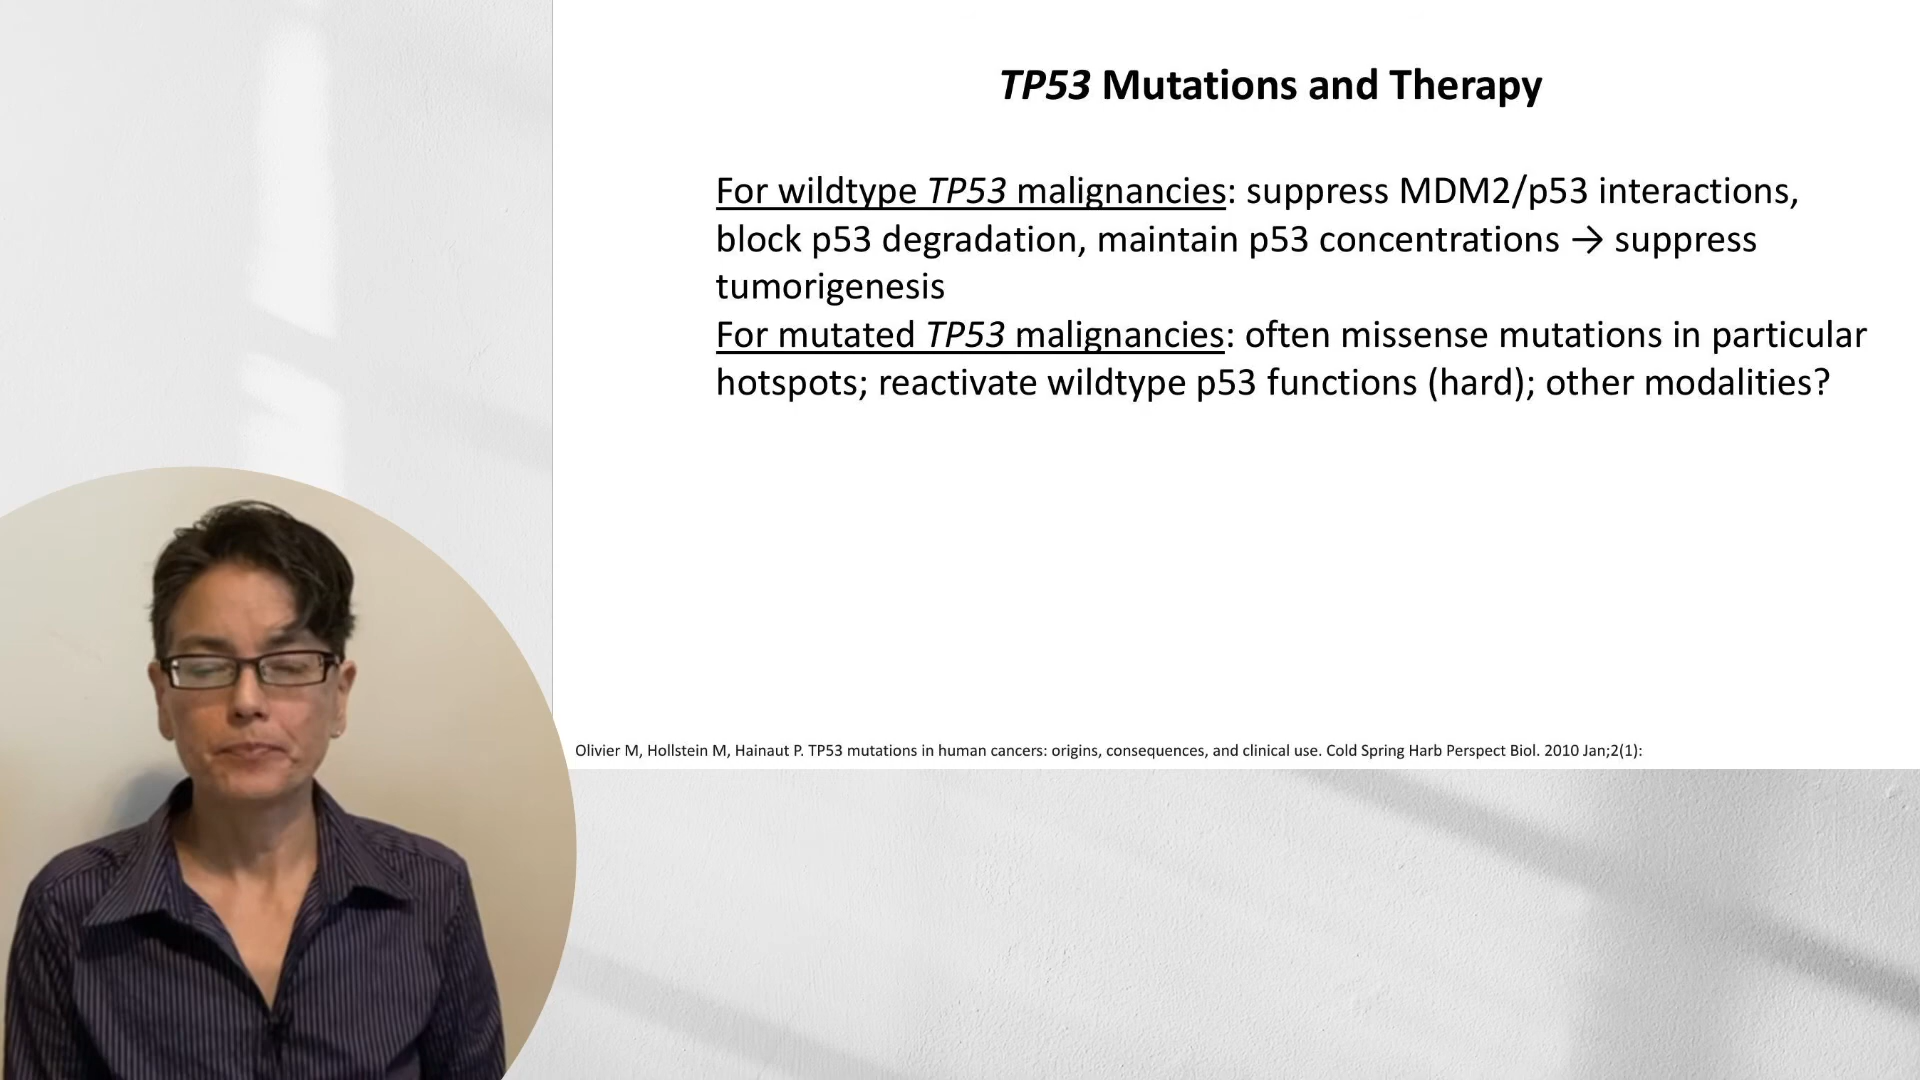 TP53 Mutations and Therapy
For wildtype TP53 malignancies: suppress MDM2/p53 interactions,
block p53 degradation, maintain p53 concentrations → suppress
tumorigenesis
For mutated TP53 malignancies: often missense mutations in particular
hotspots; reactivate wildtype p53 functions (hard); other modalities?
Olivier M, Hollstein M, Hainaut P. TP53 mutations in human cancers: origins, consequences, and clinical use. Cold Spring Harb Perspect Biol. 2010 Jan;2(1):